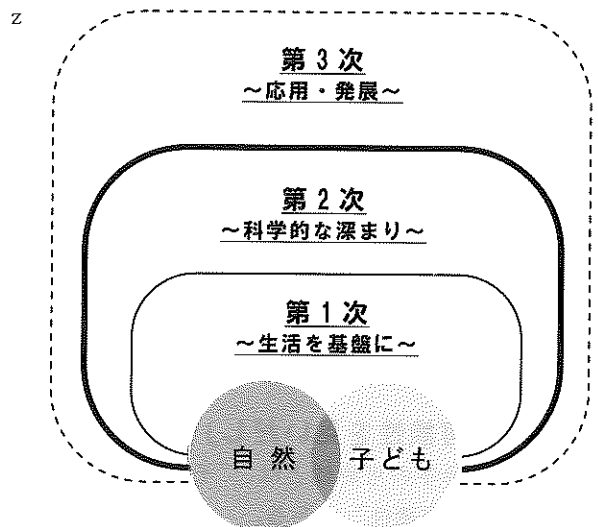 z
第3次
～応用・発展～
第2次
～科学的な深まり～
第1次
～生活を基盤に～
自然 子ども